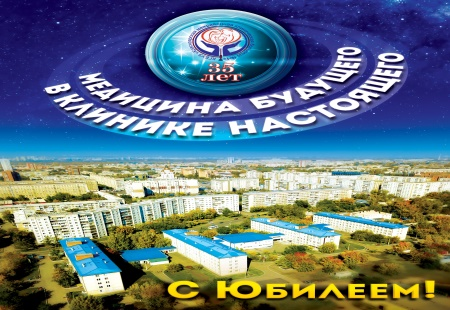 35
ЛЕТ
МЕДИЦИНА БУДУЩЕГО
В КЛИНИКЕ НАСТОЯЩЕГО
С ЮБИЛЕЕМ!